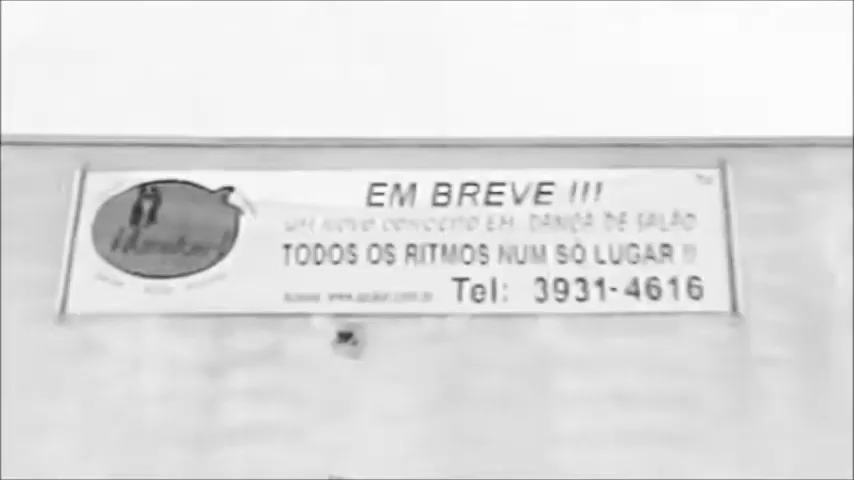 EM BREVE !!!
UM NOVO CONCEITO EM DANÇA DE SALÃO
TODOS OS RITMOS NUM SÓ LUGAR !!
Tel: 3931-4616